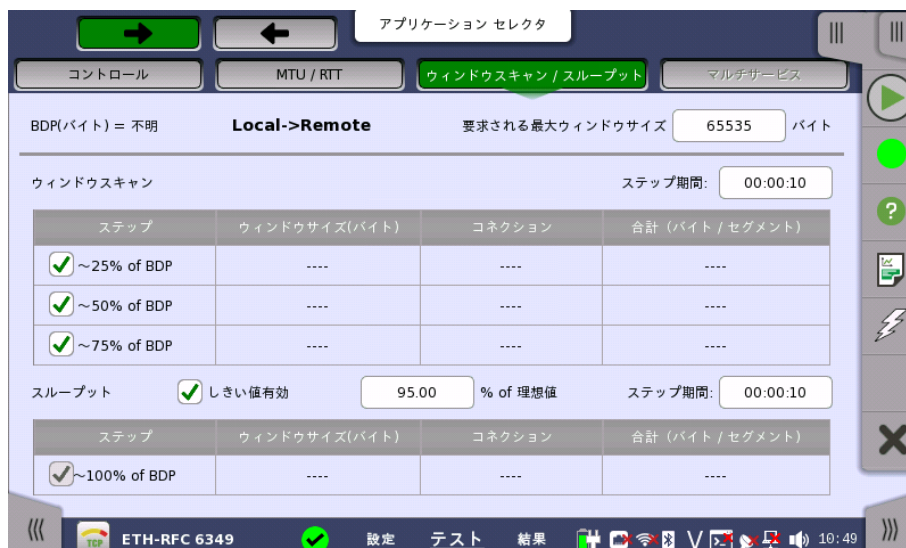 アプリケーション セレクタ
コントロール MTU / RTT ウィンドウスキャン / スループット マルチサービス
BDP(バイト) = 不明 Local->Remote 要求される最大ウィンドウサイズ 65535 バイト
ウィンドウスキャン ステップ期間: 00:00:10
ステップ ウィンドウサイズ(バイト) コネクション 合計 (バイト / セグメント)
~25% of BDP ---- ---- ----
~50% of BDP ---- ---- ----
~75% of BDP ---- ---- ----
スループット しきい値有効 95.00 % of 理想値 ステップ期間: 00:00:10
ステップ ウィンドウサイズ(バイト) コネクション 合計 (バイト / セグメント)
~100% of BDP ---- ---- ----
TCP ETH-RFC 6349 設定 テスト 結果 10:49